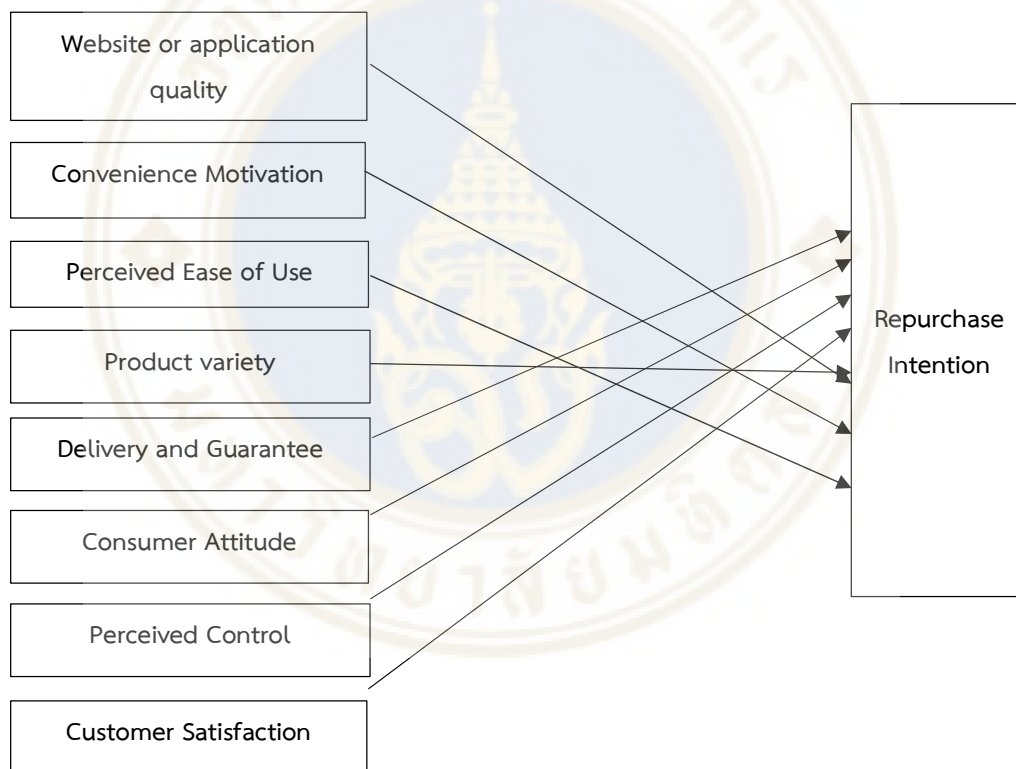 Website or application
quality
Convenience Motivation
Perceived Ease of Use
Product variety
Delivery and Guarantee
Consumer Attitude
Perceived Control
Customer Satisfaction
Repurchase
Intention